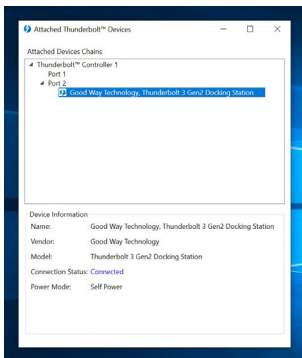 Attached Thunderbolt™ Devices
Attached Devices Chains
Thunderbolt™ Controller 1
Port 1
Port 2
Good Way Technology, Thunderbolt 3 Gen2 Docking Station
Device Information
Name: Good Way Technology, Thunderbolt 3 Gen2 Docking Station
Vendor: Good Way Technology
Model: Thunderbolt 3 Gen2 Docking Station
Connection Status: Connected
Power Mode: Self Power